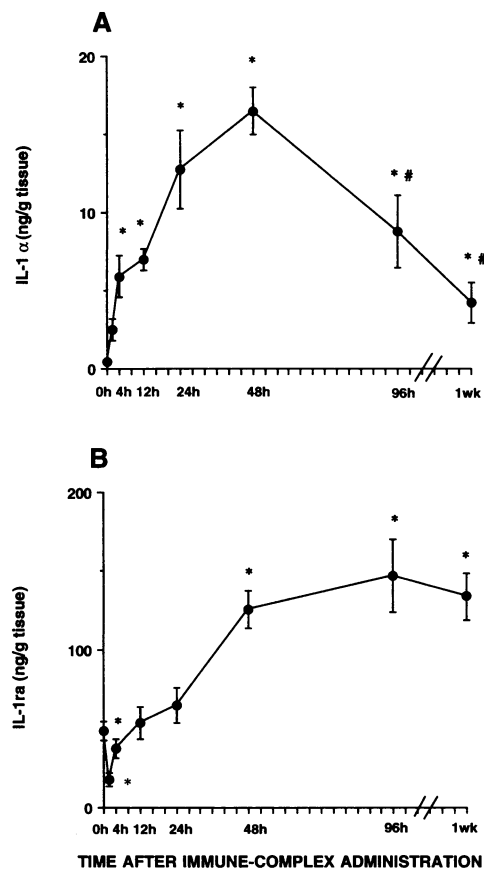 A
20
* 
* 
* #
* *
* #
10
IL-1 α (ng/g tissue)
0
0h 4h 12h 24h 48h 96h 1wk
B
200
*
* *
100
*
*
IL-1ra (ng/g tissue)
0
0h 4h 12h 24h 48h 96h 1wk
TIME AFTER IMMUNE-COMPLEX ADMINISTRATION